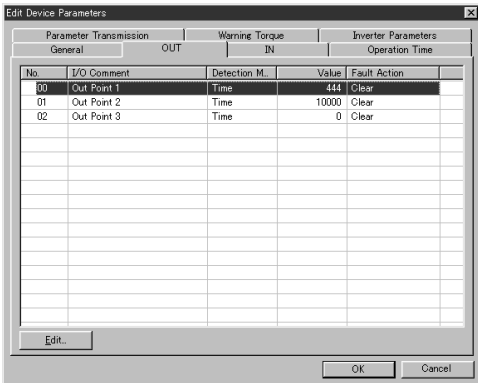 Edit Device Parameters
Parameter Transmission Warning Torque Inverter Parameters
General OUT IN Operation Time
No. I/O Comment Detection M.. Value Fault Action
00 Out Point 1 Time 444 Clear
01 Out Point 2 Time 10000 Clear
02 Out Point 3 Time 0 Clear
Edit..
OK Cancel